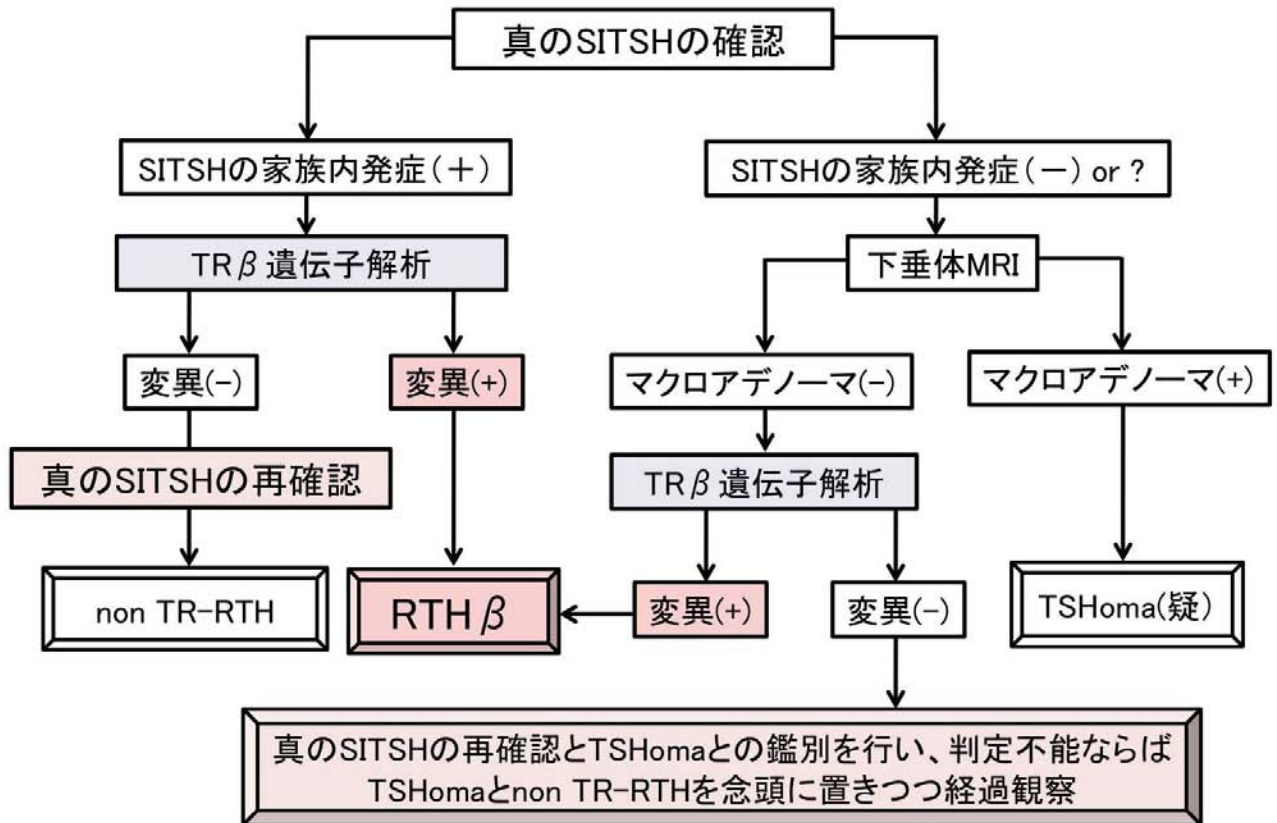 真のSITSHの確認
SITSHの家族内発症(＋)
SITSHの家族内発症(－) or ?
TRβ遺伝子解析
下垂体MRI
変異(-)
変異(+)
マクロアデノーマ(-)
マクロアデノーマ(+)
真のSITSHの再確認
TRβ遺伝子解析
non TR-RTH
RTHβ
変異(+)
変異(-)
TSHoma(疑)
真のSITSHの再確認とTSHomaとの鑑別を行い、判定不能ならば
TSHomaとnon TR-RTHを念頭に置きつつ経過観察